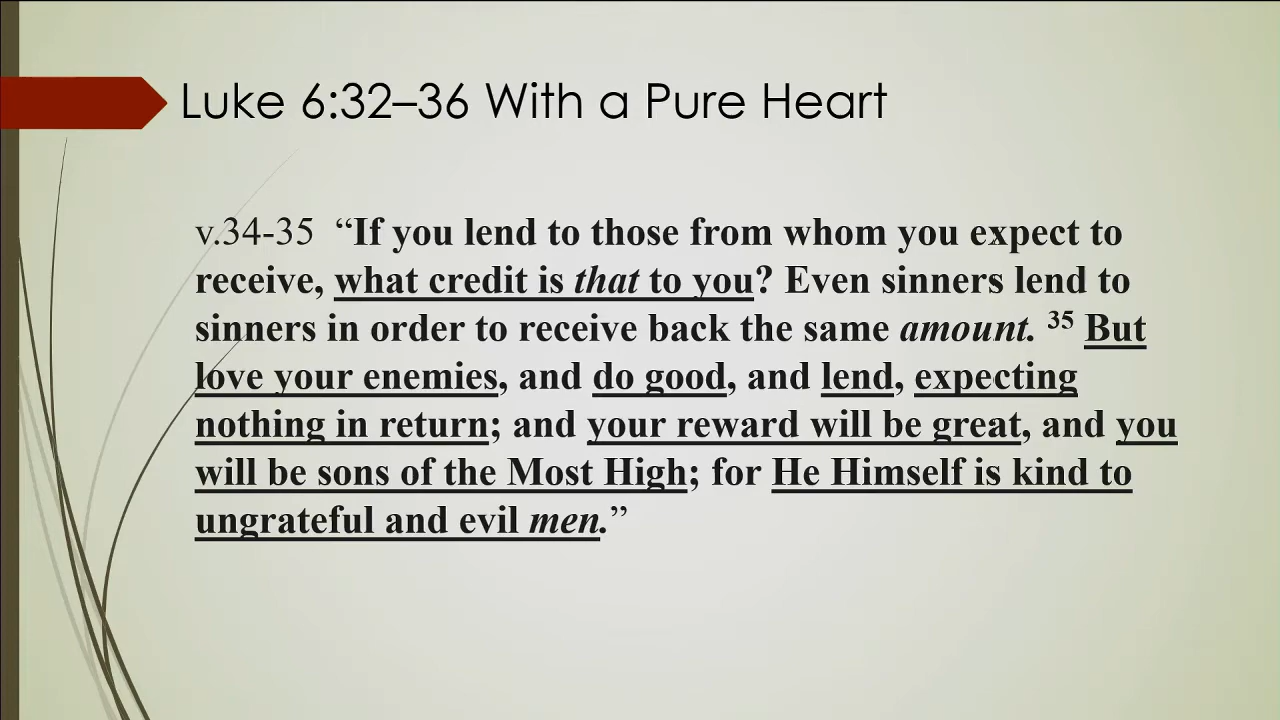 Luke 6:32–36 With a Pure Heart
v.34-35 “If you lend to those from whom you expect to
receive, what credit is that to you? Even sinners lend to
sinners in order to receive back the same amount. 35 But
love your enemies, and do good, and lend, expecting
nothing in return; and your reward will be great, and you
will be sons of the Most High; for He Himself is kind to
ungrateful and evil men.”